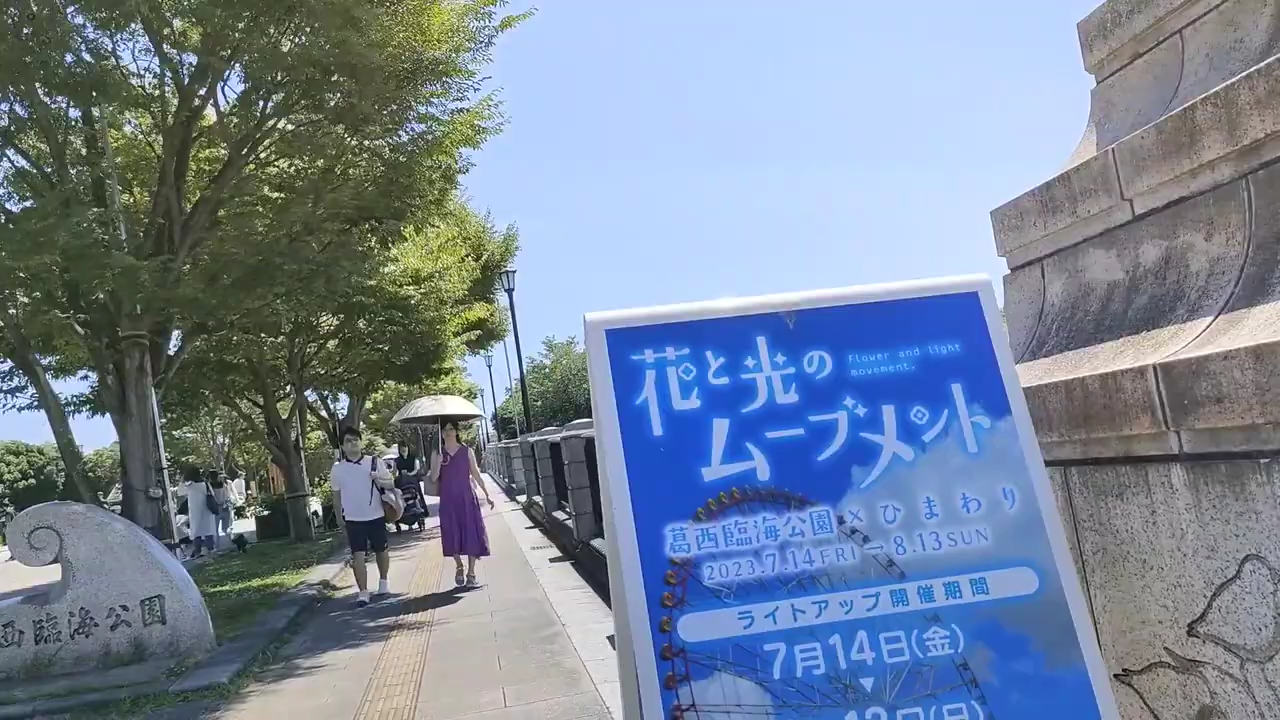 花と光の
Flower and light
movement.
ムーブメント
葛西臨海公園×ひまわり
2023.7.14FRI→8.13SUN
ライトアップ開催期間
7月14日(金)
▼
西臨海公園